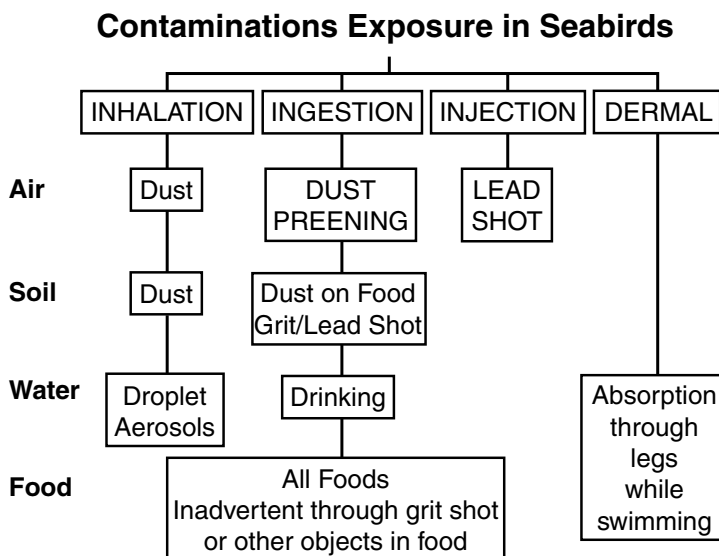 Contaminations Exposure in Seabirds
INHALATION
INGESTION
INJECTION
DERMAL
Air
Dust
DUST
PREENING
LEAD
SHOT
Soil
Dust
Dust on Food
Grit/Lead Shot
Water
Droplet
Aerosols
Drinking
Absorption
through
legs
while
swimming
Food
All Foods
Inadvertent through grit shot
or other objects in food